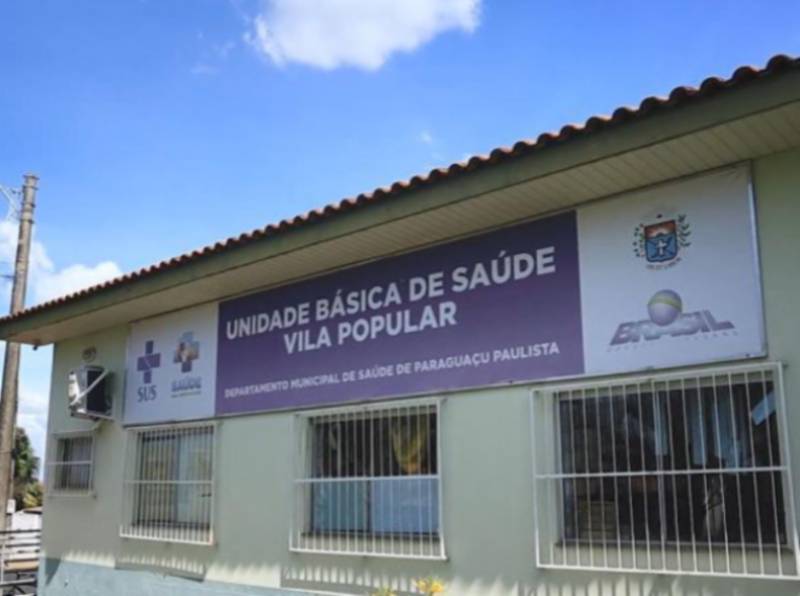 UNIDADE BÁSICA DE SAÚDE
VILA POPULAR
DEPARTAMENTO MUNICIPAL DE SAÚDE DE PARAGUAÇU PAULISTA
SUS
SAÚDE
BRASIL